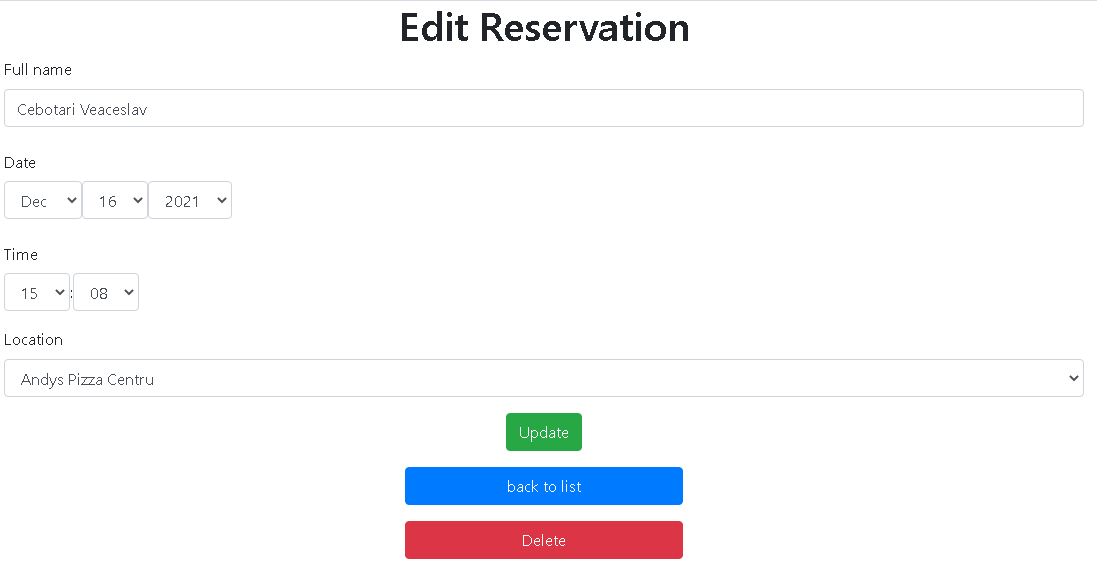 Edit Reservation
Full name
Cebotari Veaceslav
Date
Dec 16 2021
Time
15 : 08
Location
Andys Pizza Centru
Update
back to list
Delete